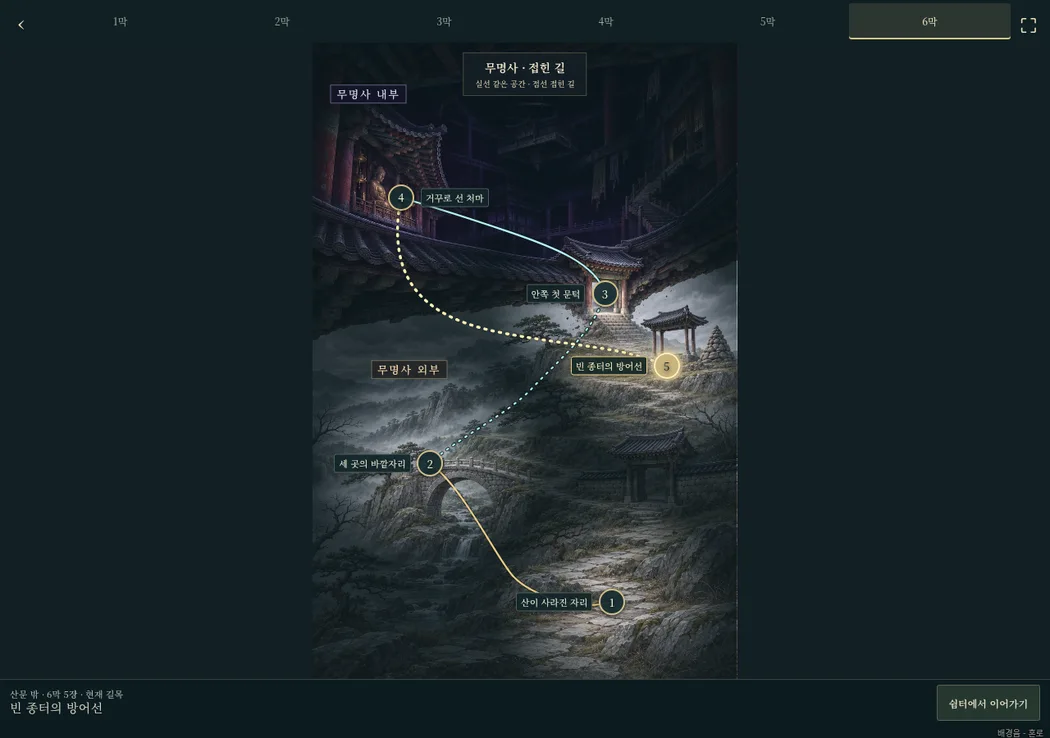 1막
2막
3막
4막
5막
6막
무명사 · 접힌 길
실선 같은 공간 · 점선 접힌 길
무명사 내부
4
거꾸로 선 처마
안쪽 첫 문턱
3
무명사 외부
빈 종터의 방어선
5
세 곳의 바깥자리
2
산이 사라진 자리
1
산문 밖 · 6막 5장 · 현재 길목
빈 종터의 방어선
쉼터에서 이어가기
배경음 - 혼로